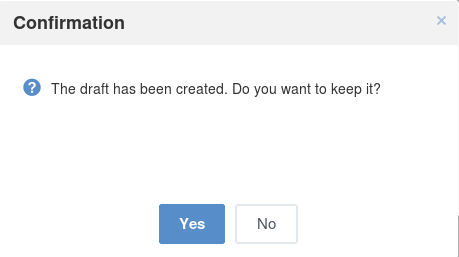 Confirmation ×
? The draft has been created. Do you want to keep it?
Yes No